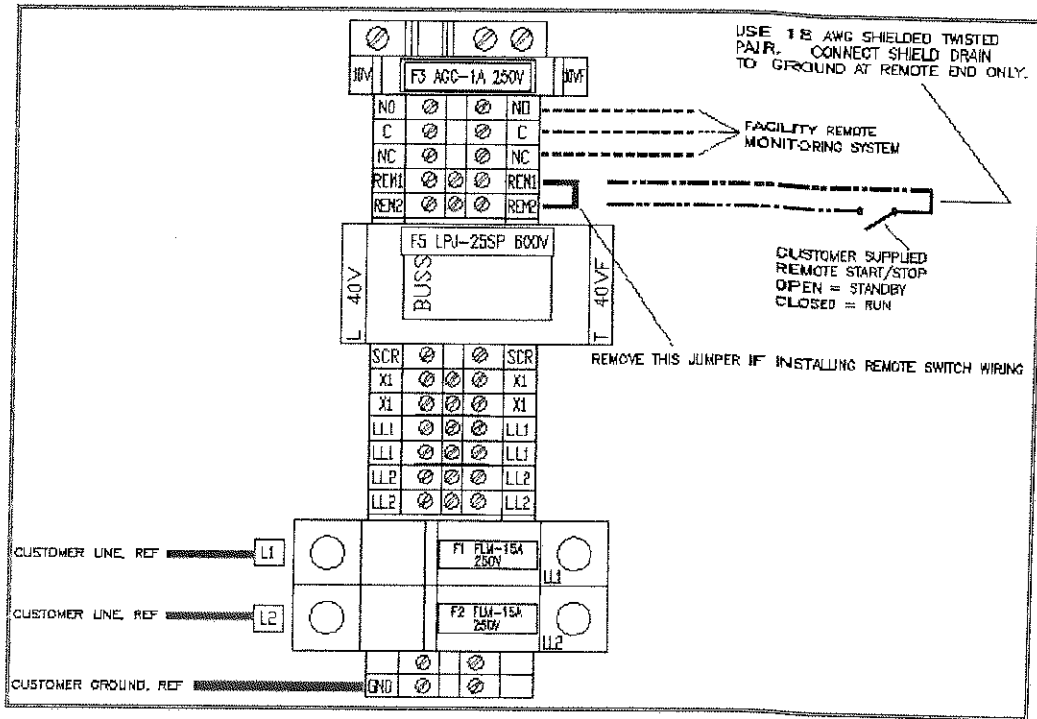 USE 18 AWG SHIELDED TWISTED
PAIR. CONNECT SHIELD DRAIN
TO GROUND AT REMOTE END ONLY.
F3 AGC-1A 250V
NO NO
C C
NC NC
REM1 REM1
REM2 REM2
FACILITY REMOTE
MONITORING SYSTEM
CUSTOMER SUPPLIED
REMOTE START/STOP
OPEN = STANDBY
CLOSED = RUN
F5 LPJ-25SP 600V
BUSS
L 40V
T 40VF
REMOVE THIS JUMPER IF INSTALLING REMOTE SWITCH WIRING
SCR SCR
X1 X1
X1 X1
LL1 LL1
LL1 LL1
LL2 LL2
LL2 LL2
CUSTOMER LINE, REF L1
F1 FLM-15A
250V
LL1
CUSTOMER LINE, REF L2
F2 FLM-15A
250V
LL2
CUSTOMER GROUND, REF GND